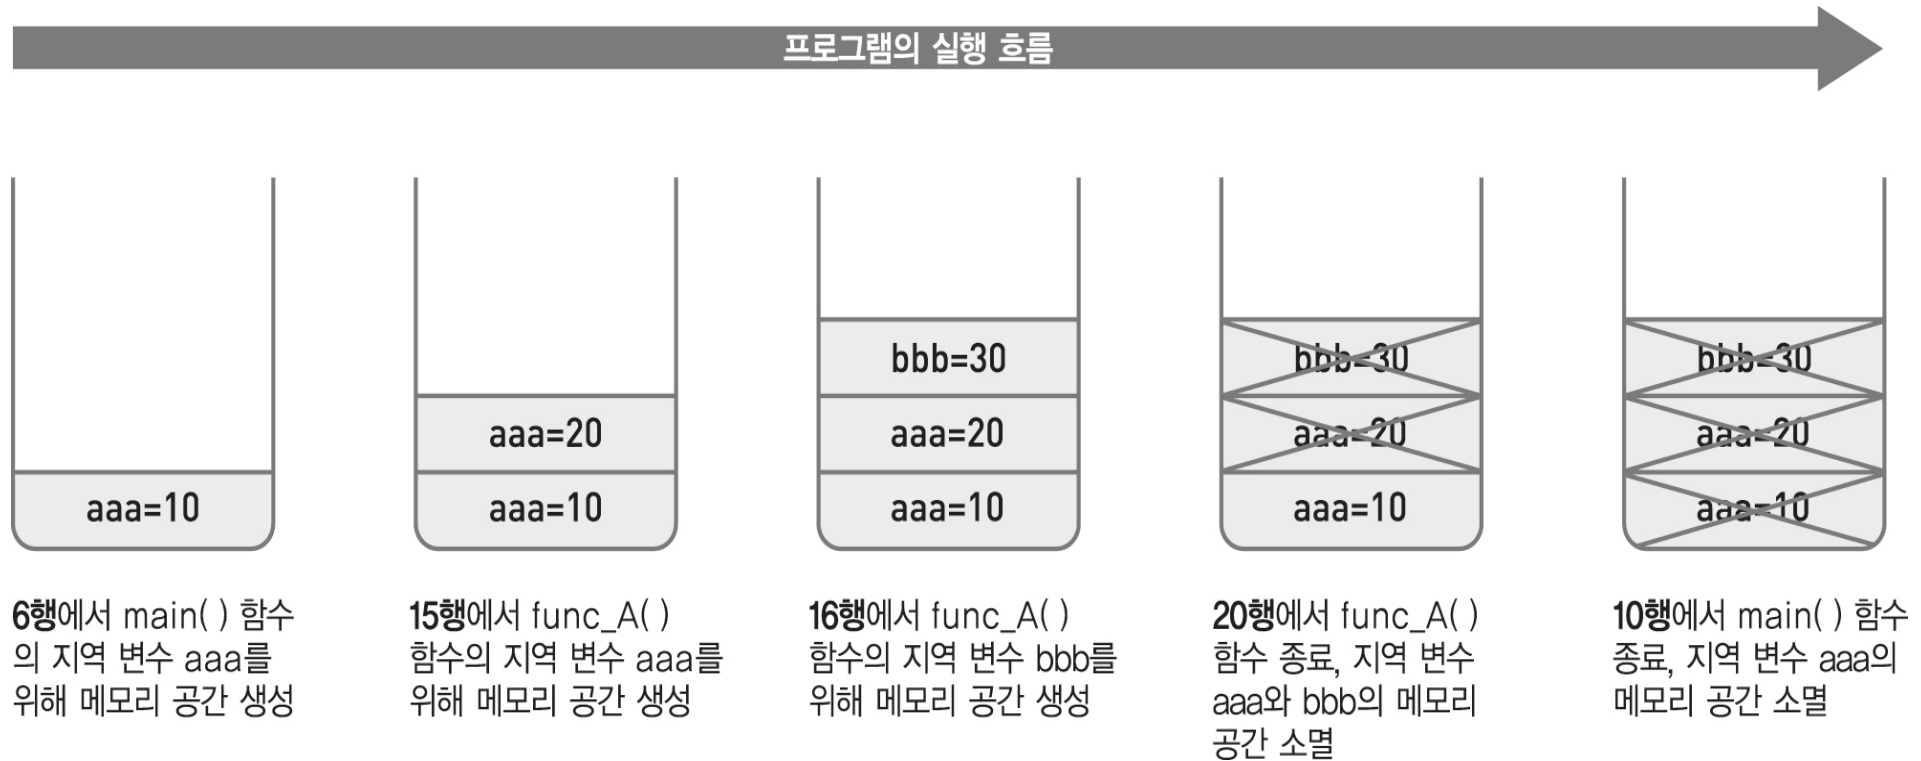 프로그램의 실행 흐름
aaa=10
aaa=20
aaa=10
bbb=30
aaa=20
aaa=10
bbb=30
aaa=20
aaa=10
bbb=30
aaa=20
aaa=10
6행에서 main( ) 함수
의 지역 변수 aaa를
위해 메모리 공간 생성
15행에서 func_A( )
함수의 지역 변수 aaa를
위해 메모리 공간 생성
16행에서 func_A( )
함수의 지역 변수 bbb를
위해 메모리 공간 생성
20행에서 func_A( )
함수 종료, 지역 변수
aaa와 bbb의 메모리
공간 소멸
10행에서 main( ) 함수
종료, 지역 변수 aaa의
메모리 공간 소멸